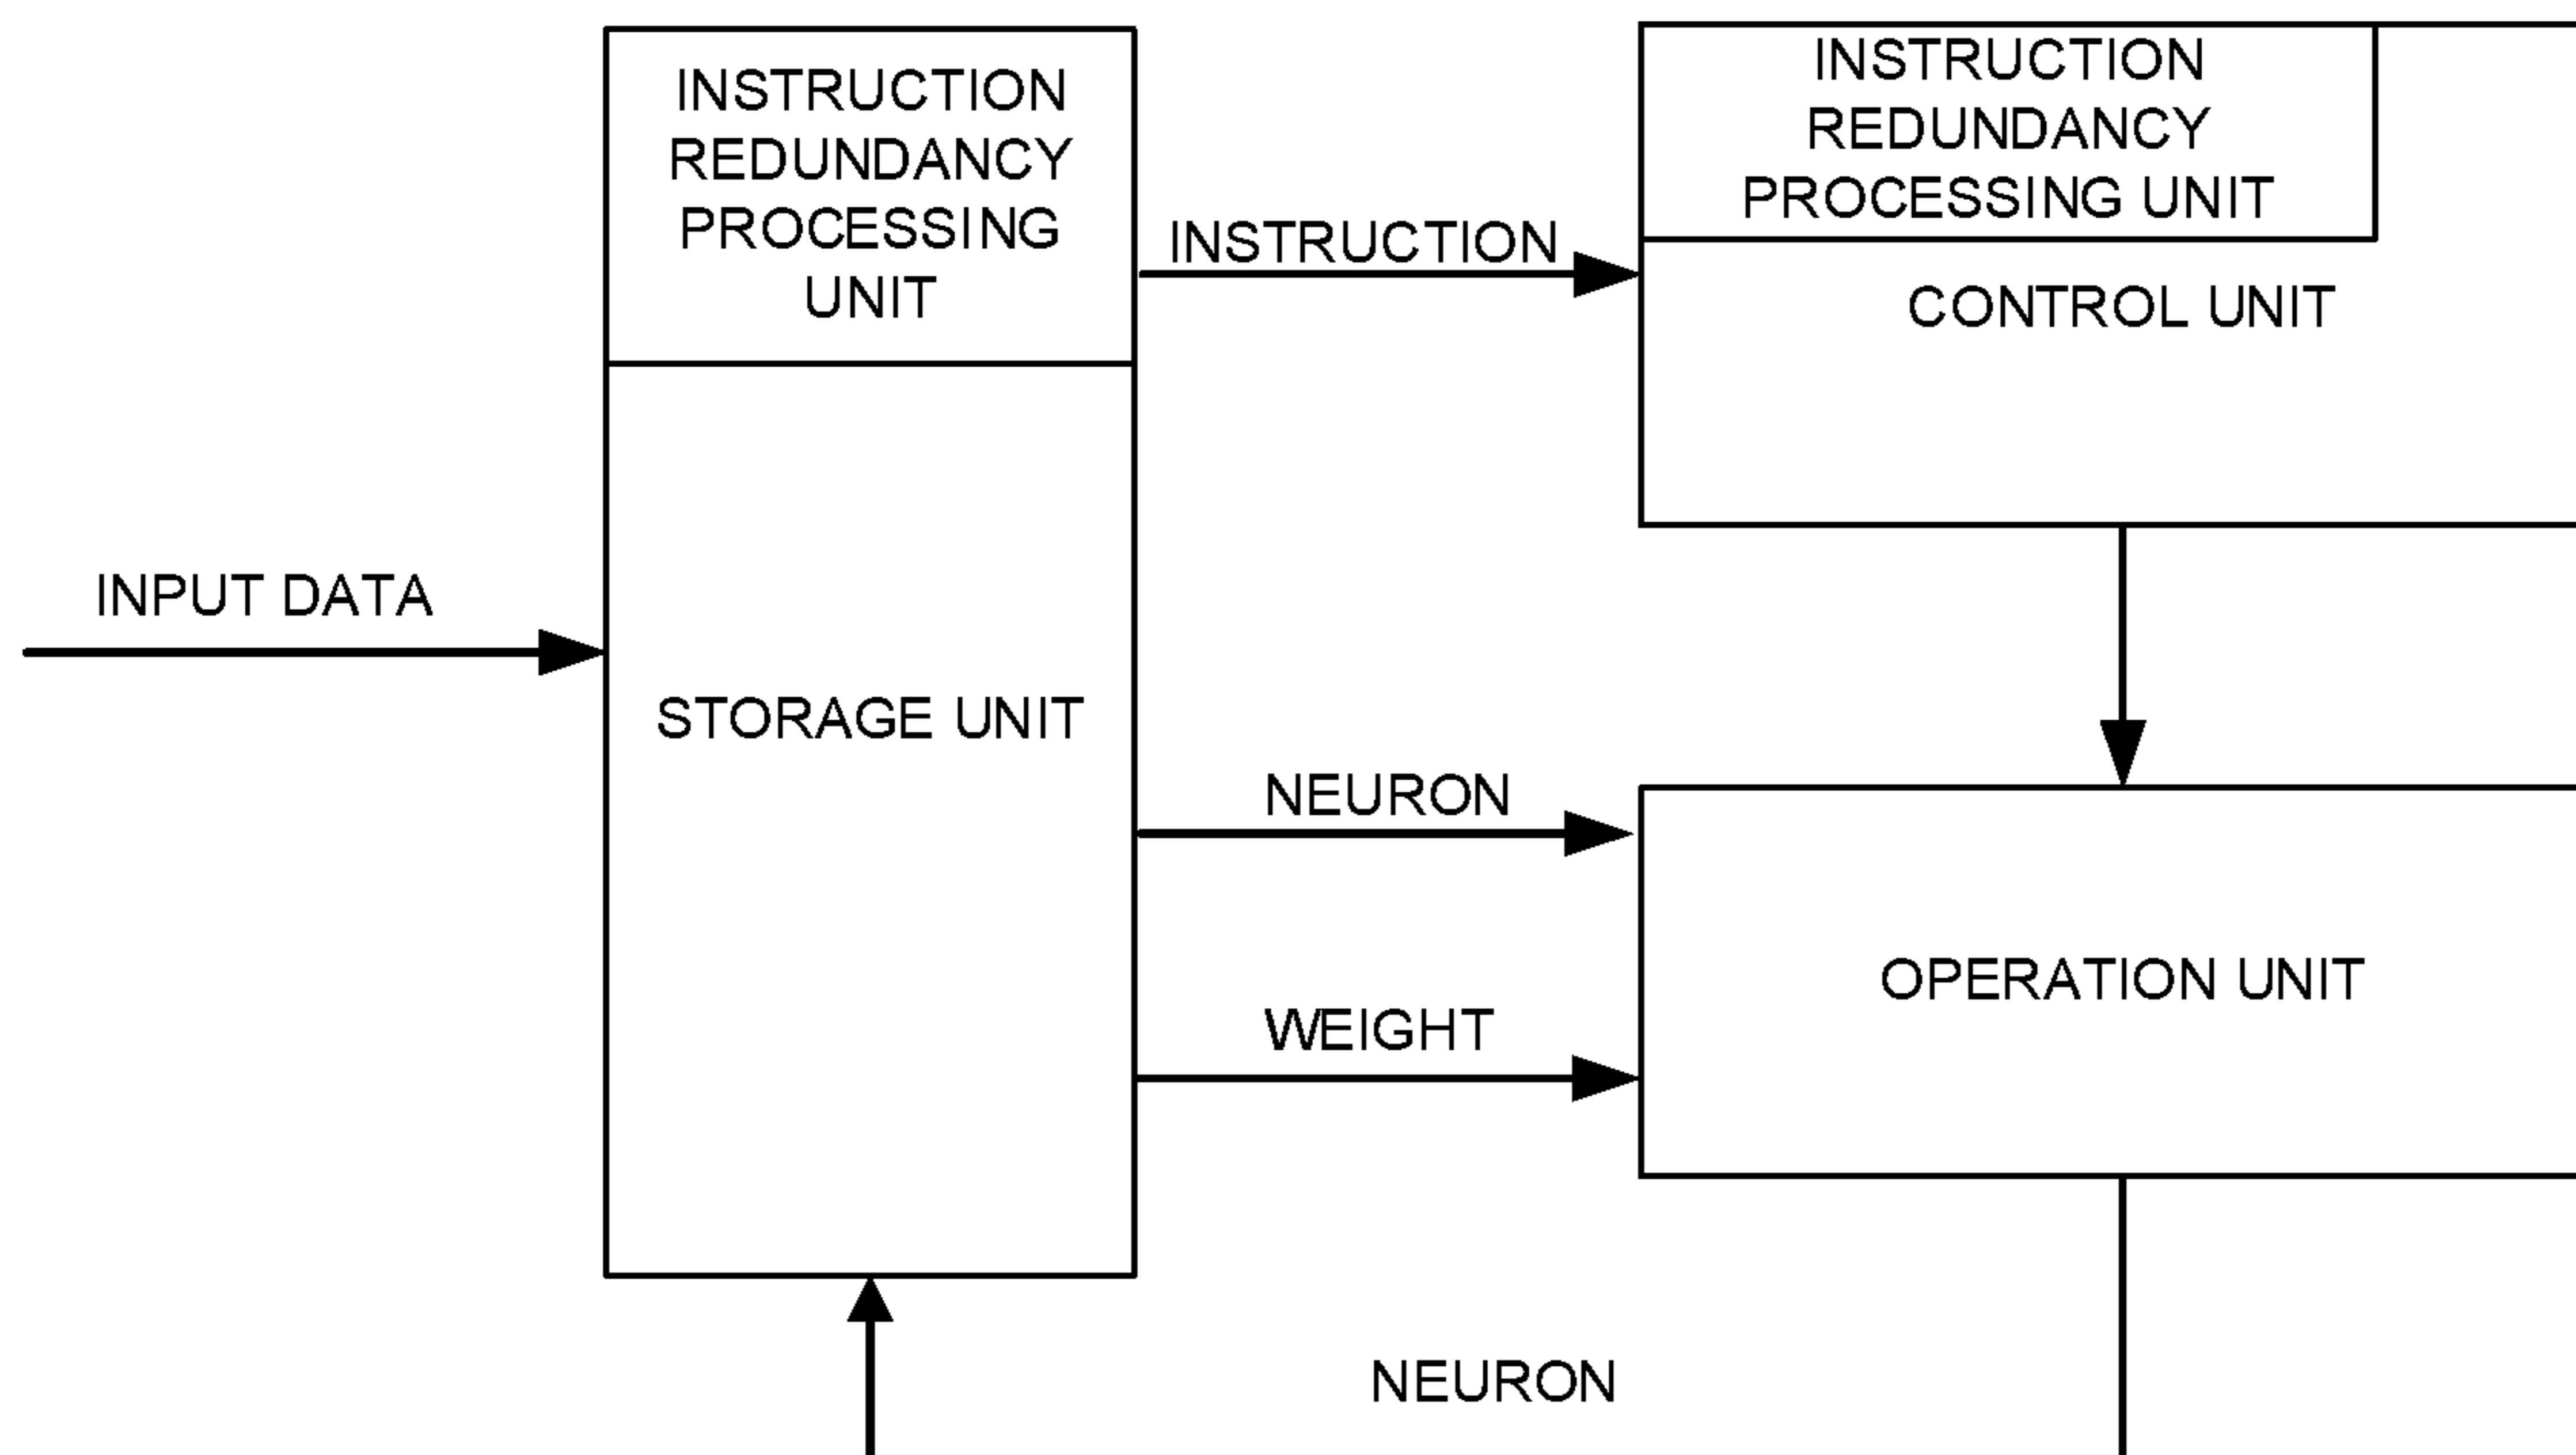 INSTRUCTION
REDUNDANCY
PROCESSING
UNIT
STORAGE UNIT
INPUT DATA
INSTRUCTION
INSTRUCTION
REDUNDANCY
PROCESSING UNIT
CONTROL UNIT
NEURON
WEIGHT
OPERATION UNIT
NEURON